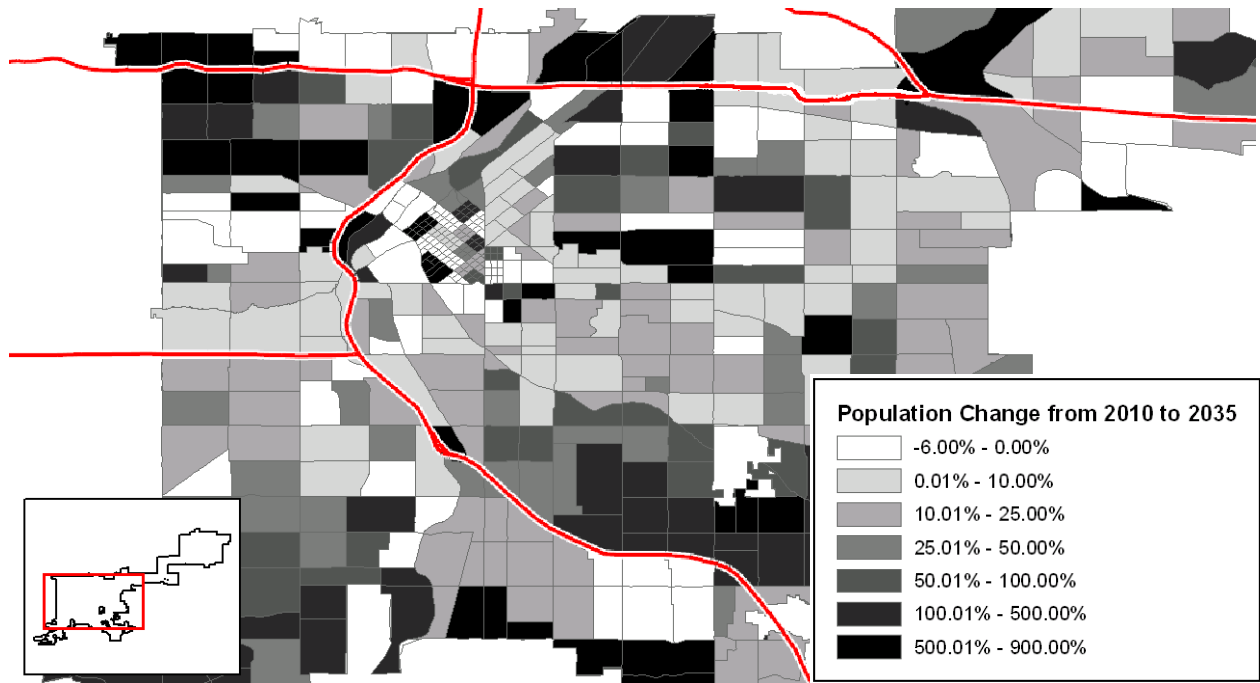 Population Change from 2010 to 2035
-6.00% - 0.00%
0.01% - 10.00%
10.01% - 25.00%
25.01% - 50.00%
50.01% - 100.00%
100.01% - 500.00%
500.01% - 900.00%